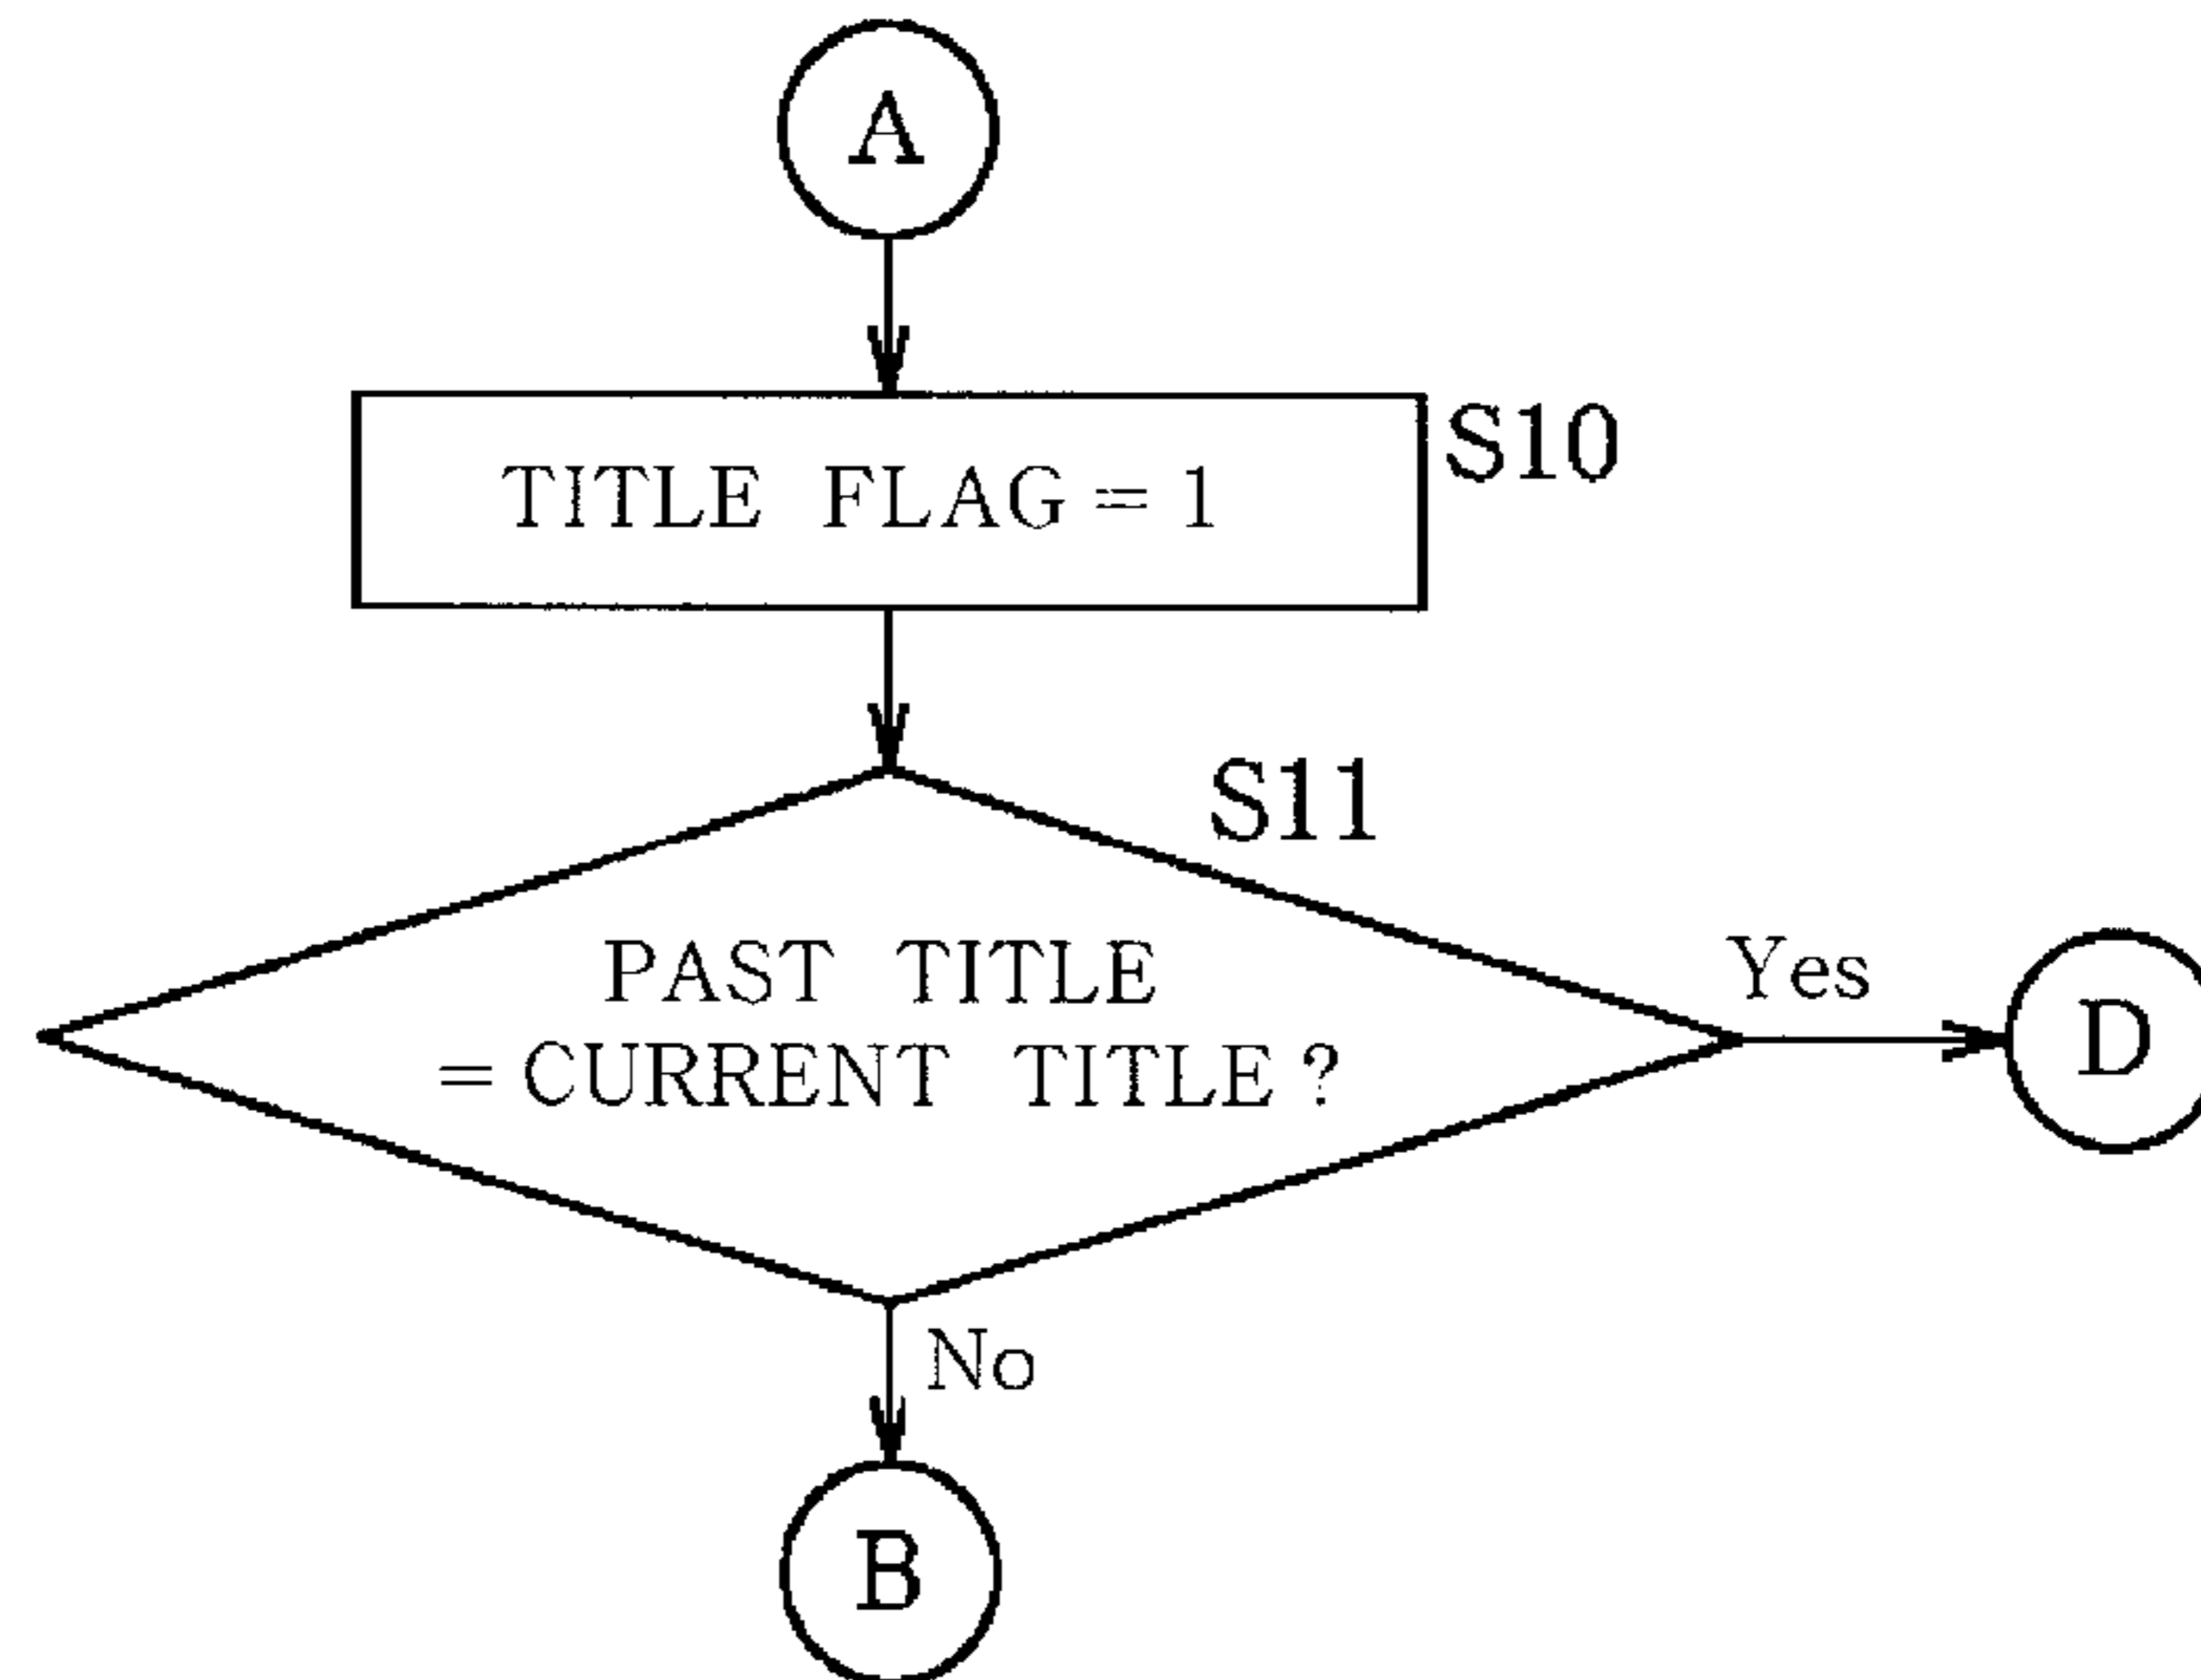 A
TITLE FLAG = 1
S10
S11
PAST TITLE
= CURRENT TITLE ?
Yes
D
No
B